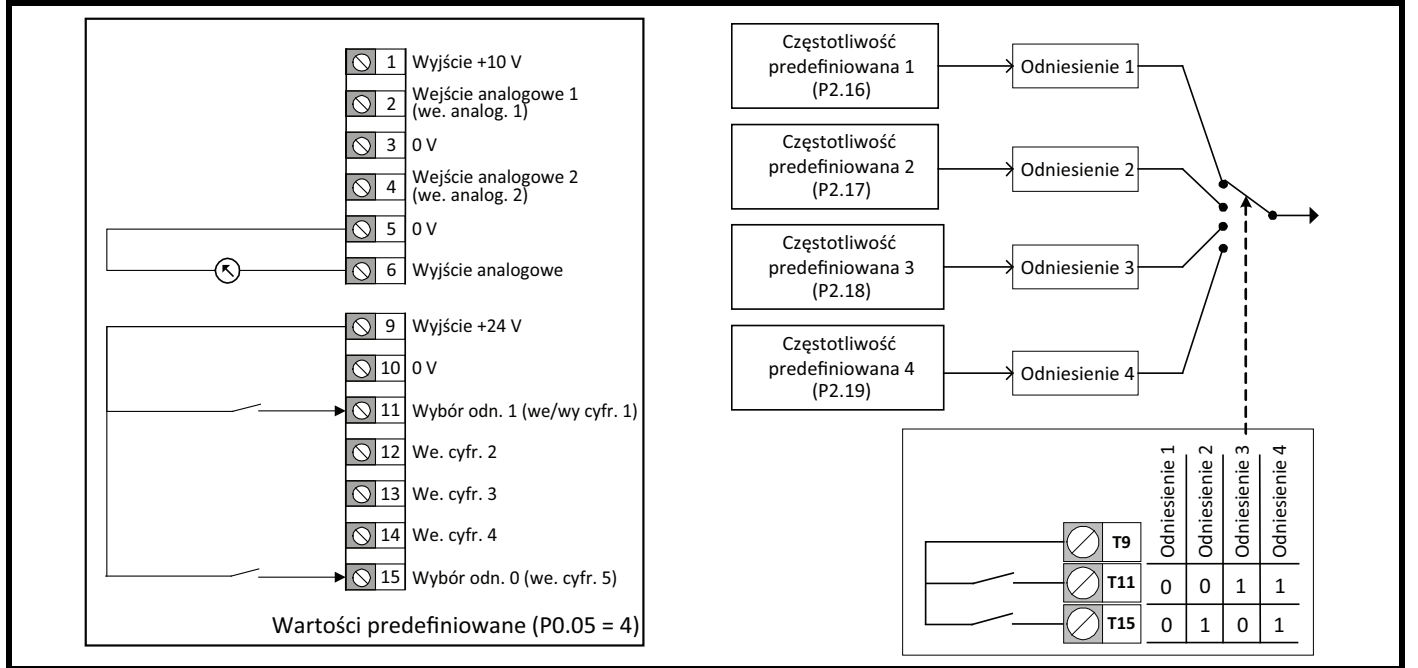 1 Wyjście +10 V
2 Wejście analogowe 1
(we. analog. 1)
3 0 V
4 Wejście analogowe 2
(we. analog. 2)
5 0 V
6 Wyjście analogowe
9 Wyjście +24 V
10 0 V
11 Wybór odn. 1 (we/wy cyfr. 1)
12 We. cyfr. 2
13 We. cyfr. 3
14 We. cyfr. 4
15 Wybór odn. 0 (we. cyfr. 5)
Wartości predefiniowane (P0.05 = 4)
Częstotliwość
predefiniowana 1
(P2.16)
Odniesienie 1
Częstotliwość
predefiniowana 2
(P2.17)
Odniesienie 2
Częstotliwość
predefiniowana 3
(P2.18)
Odniesienie 3
Częstotliwość
predefiniowana 4
(P2.19)
Odniesienie 4
Odniesienie 1
Odniesienie 2
Odniesienie 3
Odniesienie 4
T9
T11 0 0 1 1
T15 0 1 0 1